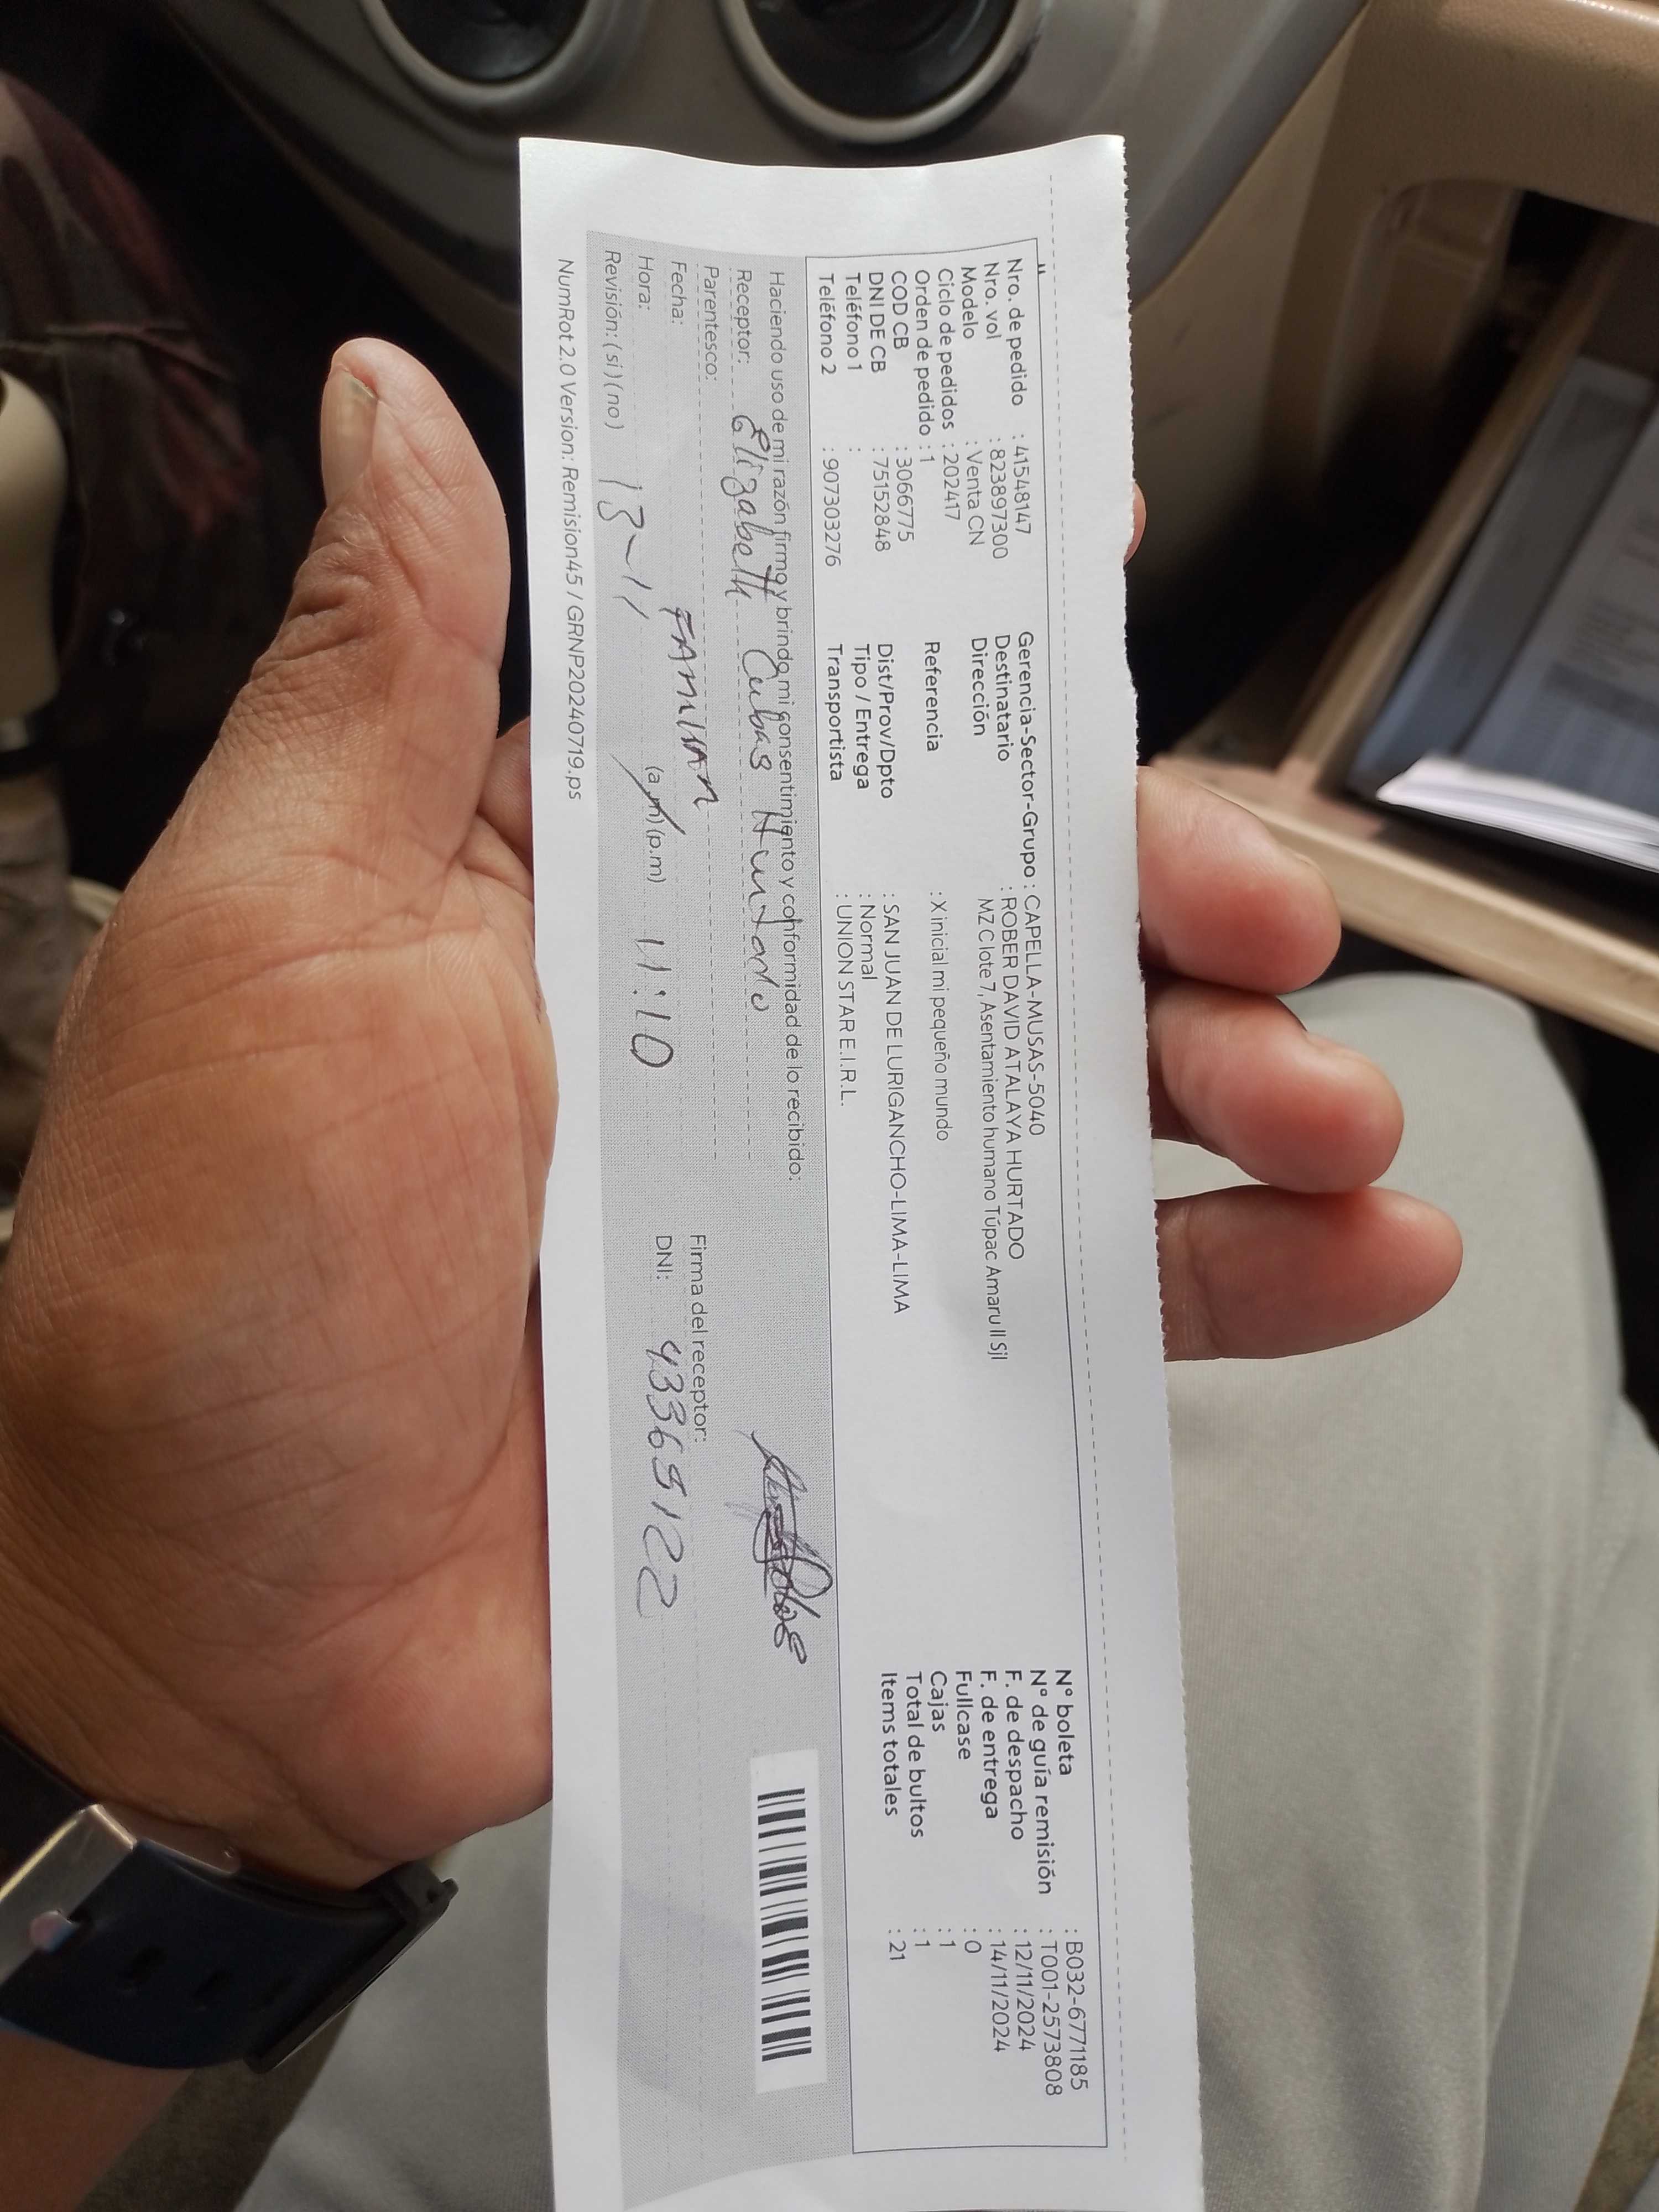 Nro. de pedido : 41548147
Nro. vol : 823897300
Modelo : Venta CN
Ciclo de pedidos : 202417
Orden de pedido : 1
COD CB : 3066775
DNI DE CB : 75152848
Teléfono 1 :
Teléfono 2 : 907303276
Gerencia-Sector-Grupo : CAPELLA-MUSAS-5040
Destinatario : ROBER DAVID ATALAYA HURTADO
Dirección MZ C lote 7, Asentamiento humano Túpac Amaru II Sjl
Referencia : X inicial mi pequeño mundo
Dist/Prov/Dpto : SAN JUAN DE LURIGANCHO-LIMA-LIMA
Tipo / Entrega : Normal
Transportista : UNION STAR E.I.R.L.
N° boleta : B032-6771185
N° de guía remisión : T001-2573808
F. de despacho : 12/11/2024
F. de entrega : 14/11/2024
Fullcase : 0
Cajas : 1
Total de bultos : 1
Items totales : 21
Haciendo uso de mi razón firmo y brindo mi consentimiento y conformidad de lo recibido:
Receptor: Elizabeth Cubas Hurtado
Parentesco: FAMILIAR
Fecha: 13-11
Hora: (a.m) (p.m) 11:10
Revisión: (si) (no)
Firma del receptor:
DNI: 43365122
NumRot 2.0 Version: Remision45 / GRNP20240719.ps